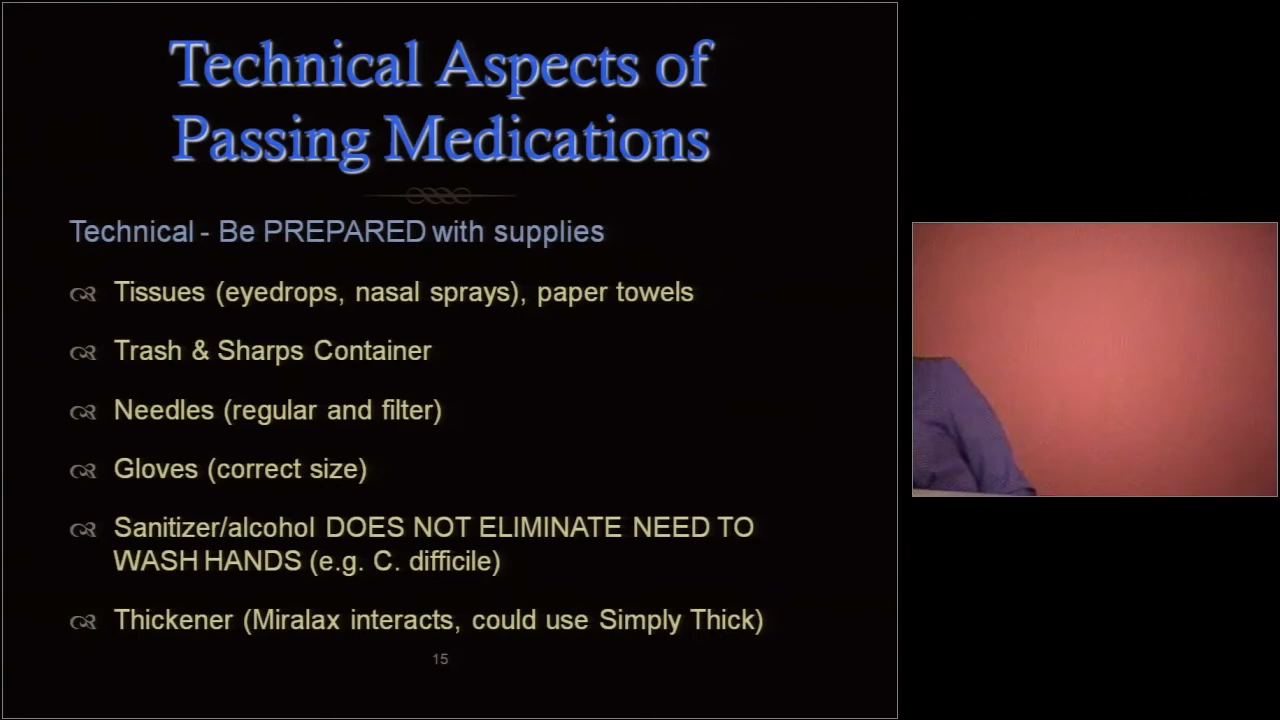 Technical Aspects of
Passing Medications
Technical - Be PREPARED with supplies
Tissues (eyedrops, nasal sprays), paper towels
Trash & Sharps Container
Needles (regular and filter)
Gloves (correct size)
Sanitizer/alcohol DOES NOT ELIMINATE NEED TO
WASH HANDS (e.g. C. difficile)
Thickener (Miralax interacts, could use Simply Thick)
15